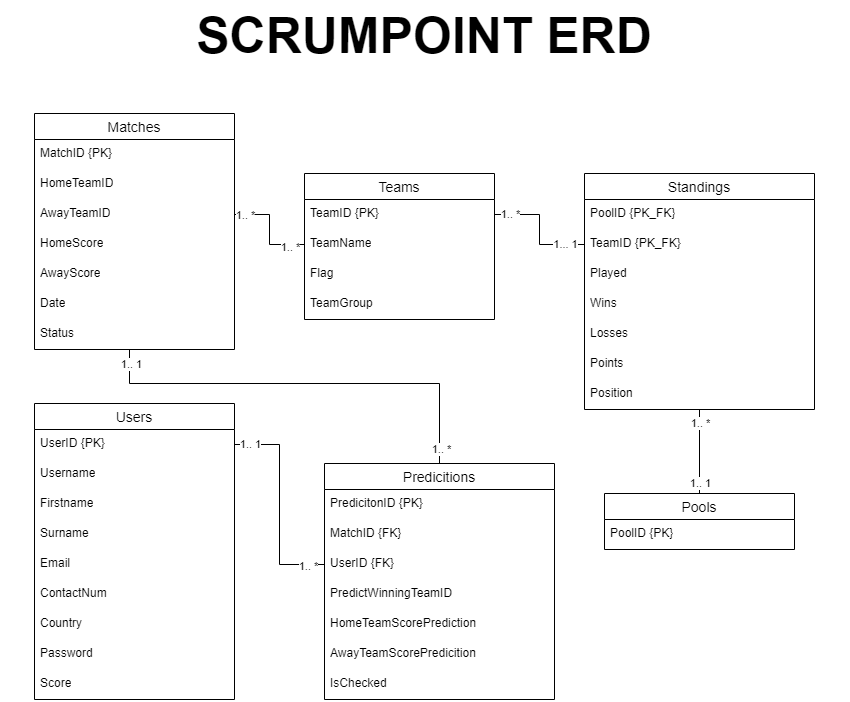 SCRUMPOINT ERD
Matches
MatchID {PK}
HomeTeamID
AwayTeamID
HomeScore
AwayScore
Date
Status
1.. *
1.. *
Teams
TeamID {PK}
TeamName
Flag
TeamGroup
1.. *
1... 1
Standings
PoolID {PK_FK}
TeamID {PK_FK}
Played
Wins
Losses
Points
Position
1.. *
1.. 1
Pools
PoolID {PK}
1.. 1
1.. *
Users
UserID {PK}
Username
Firstname
Surname
Email
ContactNum
Country
Password
Score
1.. 1
1.. *
Predicitions
PredicitonID {PK}
MatchID {FK}
UserID {FK}
PredictWinningTeamID
HomeTeamScorePrediction
AwayTeamScorePredicition
IsChecked